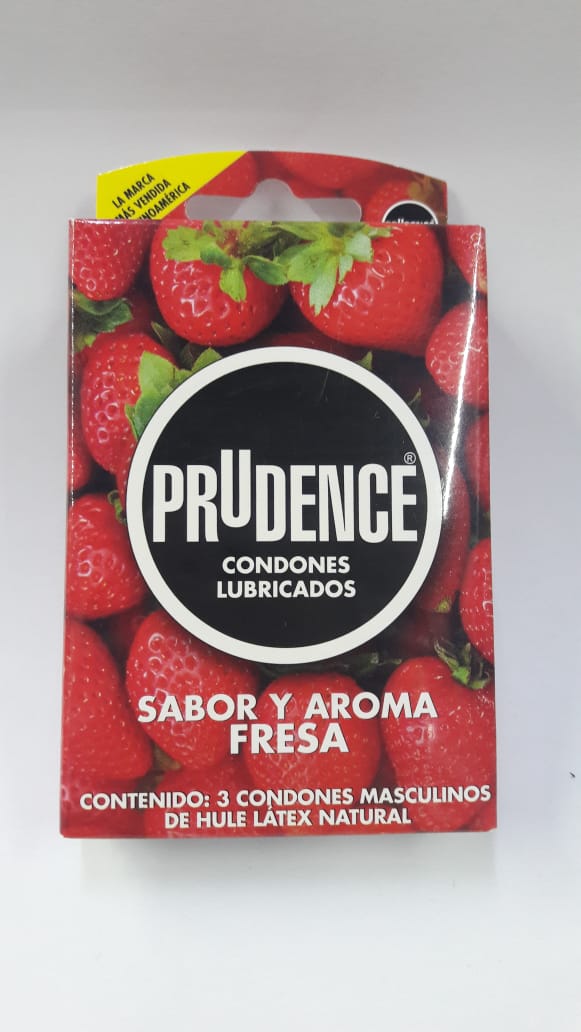 LA MARCA
MÁS VENDIDA
PRUDENCE®
CONDONES
LUBRICADOS
SABOR Y AROMA
FRESA
CONTENIDO: 3 CONDONES MASCULINOS
DE HULE LÁTEX NATURAL